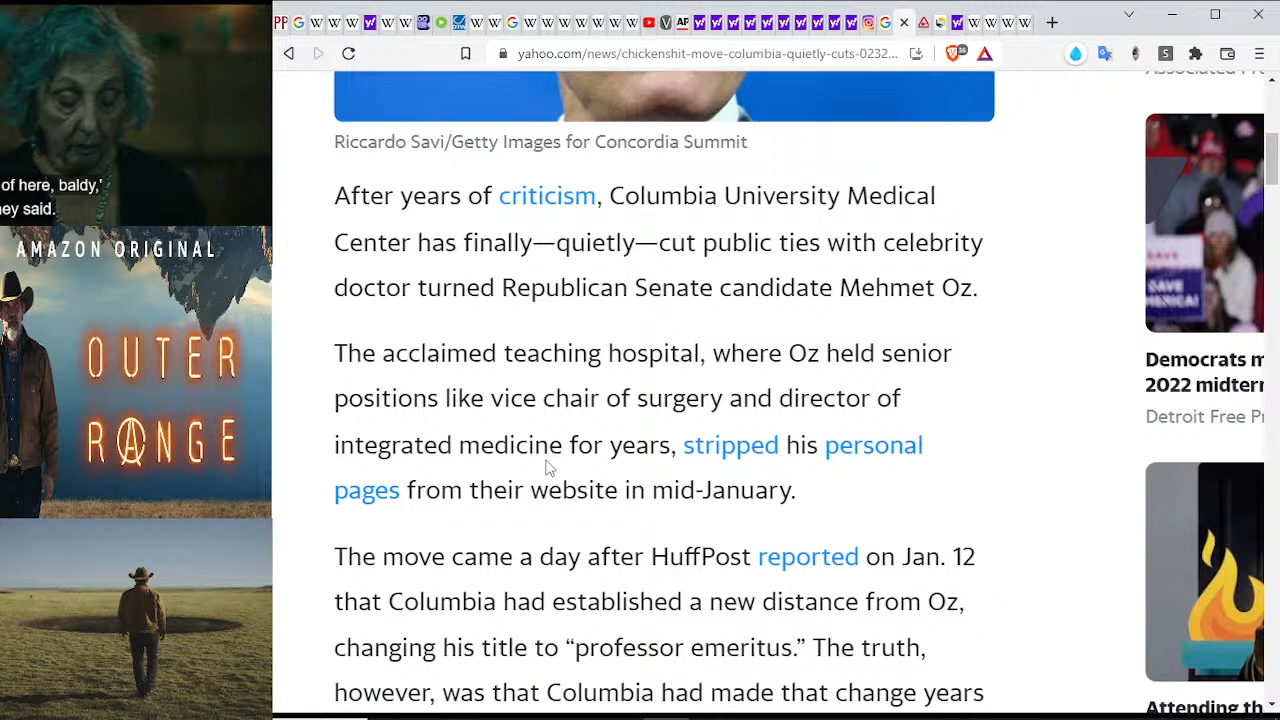 yahoo.com/news/chickenshit-move-columbia-quietly-cuts-0232...
of here, baldy,'
hey said.
AMAZON ORIGINAL
OUTER
RANGE
Riccardo Savi/Getty Images for Concordia Summit
After years of criticism, Columbia University Medical
Center has finally—quietly—cut public ties with celebrity
doctor turned Republican Senate candidate Mehmet Oz.
The acclaimed teaching hospital, where Oz held senior
positions like vice chair of surgery and director of
integrated medicine for years, stripped his personal
pages from their website in mid-January.
The move came a day after HuffPost reported on Jan. 12
that Columbia had established a new distance from Oz,
changing his title to “professor emeritus.” The truth,
however, was that Columbia had made that change years
SAVE
AMERICA!
Democrats m
2022 midterm
Detroit Free Pr
Attending th